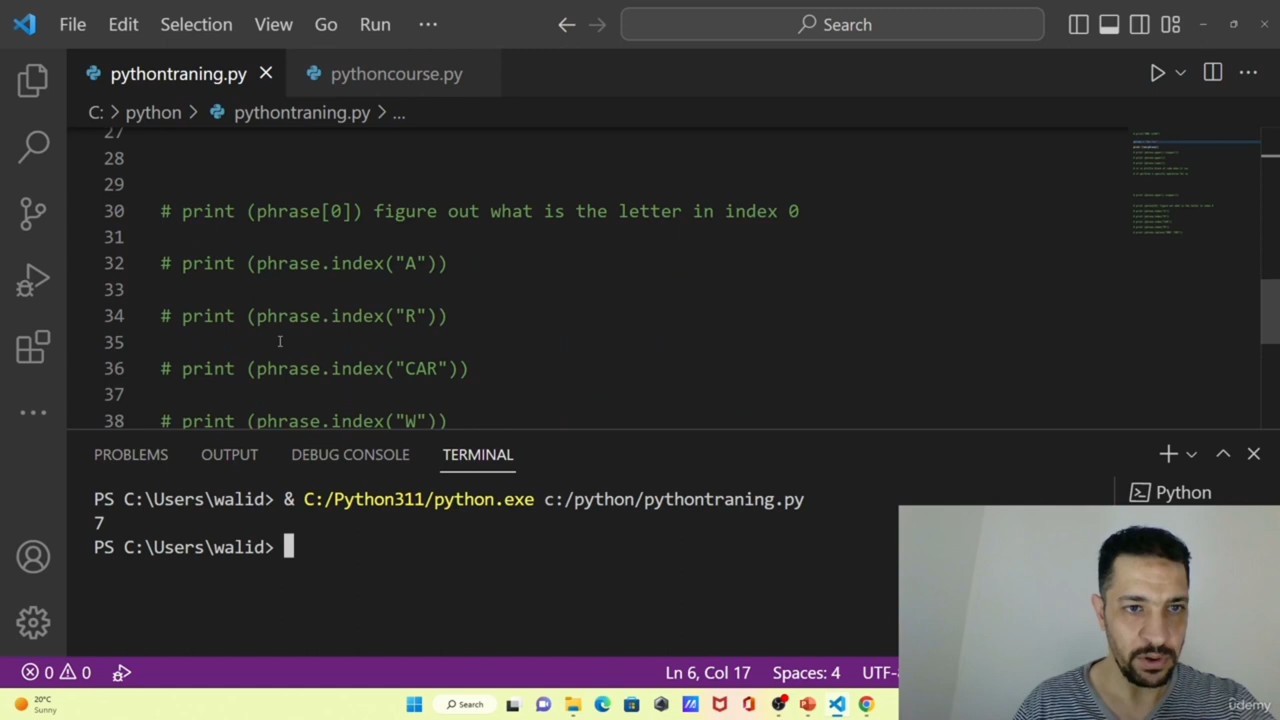 File Edit Selection View Go Run Search
pythontraning.py pythoncourse.py
C: > python > pythontraning.py > ...
27
28
29
30 # print (phrase[0]) figure out what is the letter in index 0
31
32 # print (phrase.index("A"))
33
34 # print (phrase.index("R"))
35
36 # print (phrase.index("CAR"))
37
38 # print (phrase.index("W"))
PROBLEMS OUTPUT DEBUG CONSOLE TERMINAL
PS C:\Users\walid> & C:/Python311/python.exe c:/python/pythontraning.py
Python
7
PS C:\Users\walid>
0 0 Ln 6, Col 17 Spaces: 4 UTF-8
20°C
Sunny
Search
ûdemy